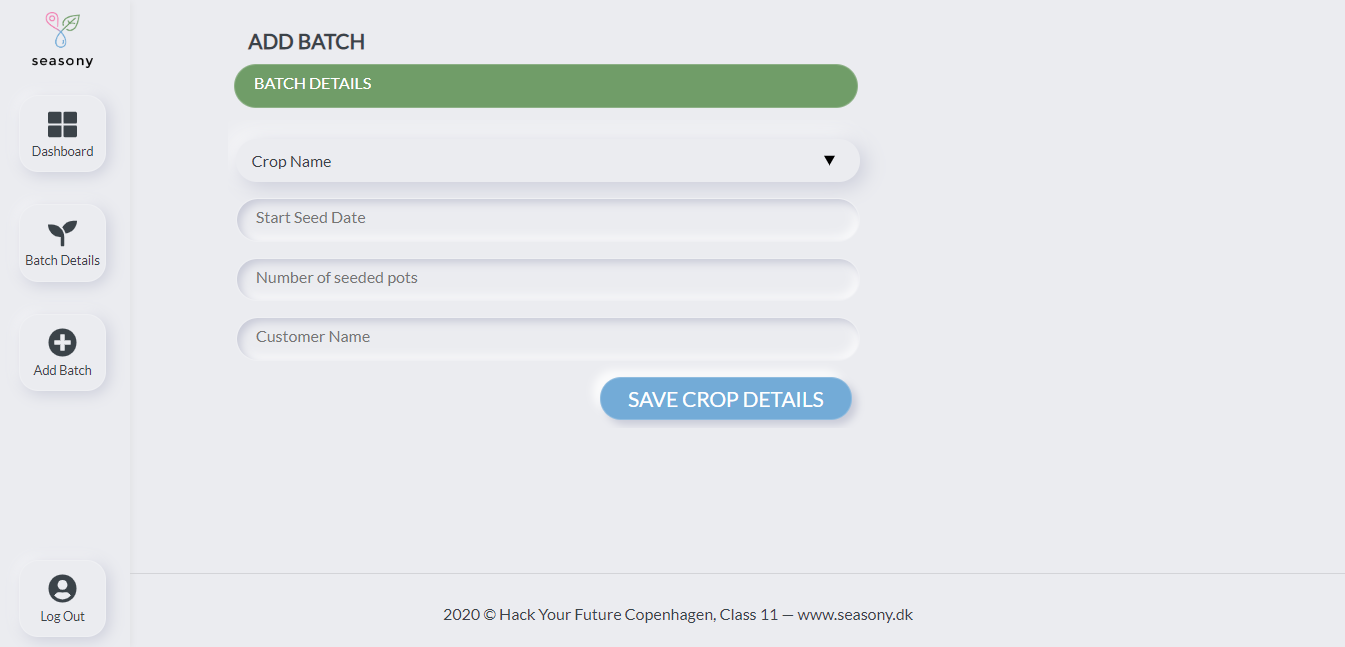 seasony
Dashboard
Batch Details
Add Batch
Log Out
ADD BATCH
BATCH DETAILS
Crop Name
Start Seed Date
Number of seeded pots
Customer Name
SAVE CROP DETAILS
2020 © Hack Your Future Copenhagen, Class 11 — www.seasony.dk